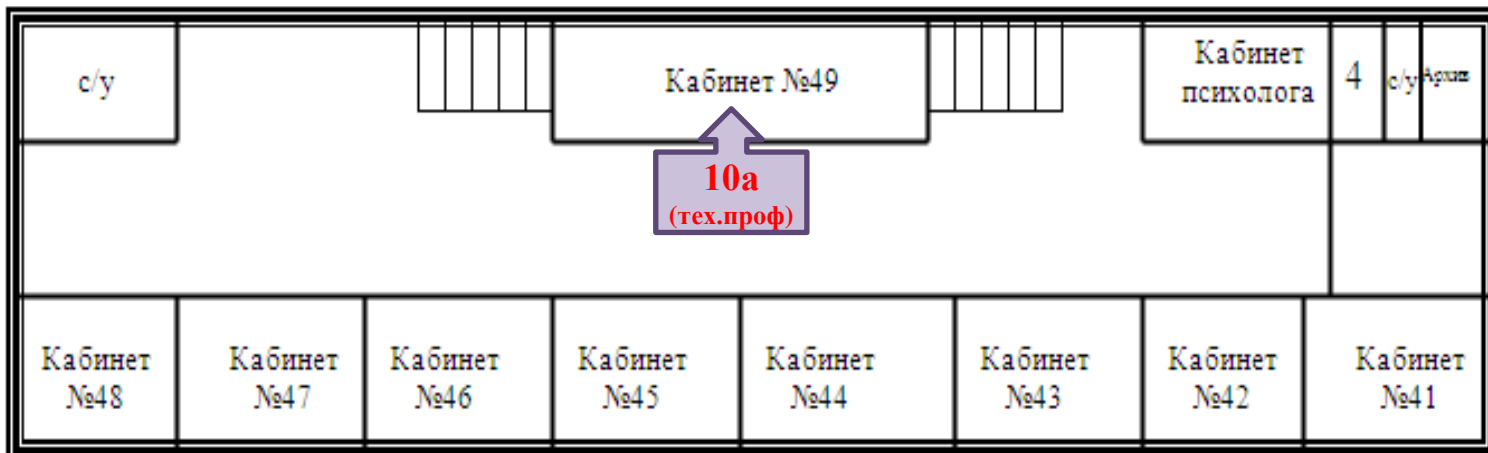 с/у
Кабинет №49
Кабинет
психолога
4
с/у
Архив
10а
(тех.проф)
Кабинет
№48
Кабинет
№47
Кабинет
№46
Кабинет
№45
Кабинет
№44
Кабинет
№43
Кабинет
№42
Кабинет
№41